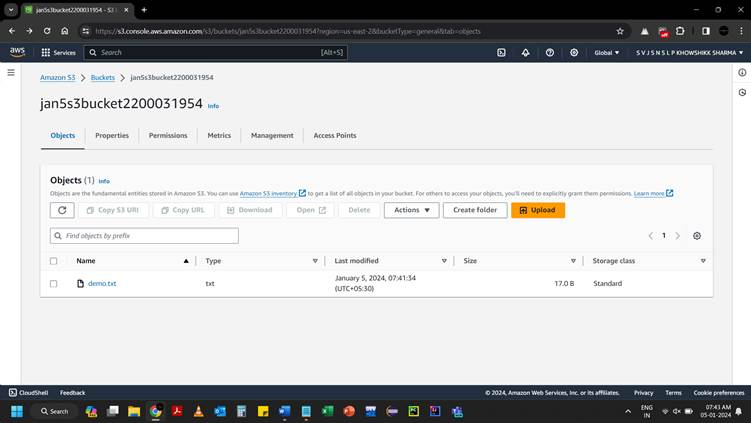 jan5s3bucket2200031954 - S3
https://s3.console.aws.amazon.com/s3/buckets/jan5s3bucket2200031954?region=us-east-2&bucketType=general&tab=objects
aws
Services
Search
[Alt+S]
Global
S V J S N S L P KHOWSHIKK SHARMA
Amazon S3 > Buckets > jan5s3bucket2200031954
jan5s3bucket2200031954 Info
Objects Properties Permissions Metrics Management Access Points
Objects (1) Info
Objects are the fundamental entities stored in Amazon S3. You can use Amazon S3 inventory to get a list of all objects in your bucket. For others to access your objects, you'll need to explicitly grant them permissions. Learn more
Copy S3 URI Copy URL Download Open Delete Actions Create folder Upload
Find objects by prefix
1
Name Type Last modified Size Storage class
demo.txt txt January 5, 2024, 07:41:34 (UTC+05:30) 17.0 B Standard
CloudShell Feedback © 2024, Amazon Web Services, Inc. or its affiliates. Privacy Terms Cookie preferences
Search
ENG
IN
07:43 AM
05-01-2024